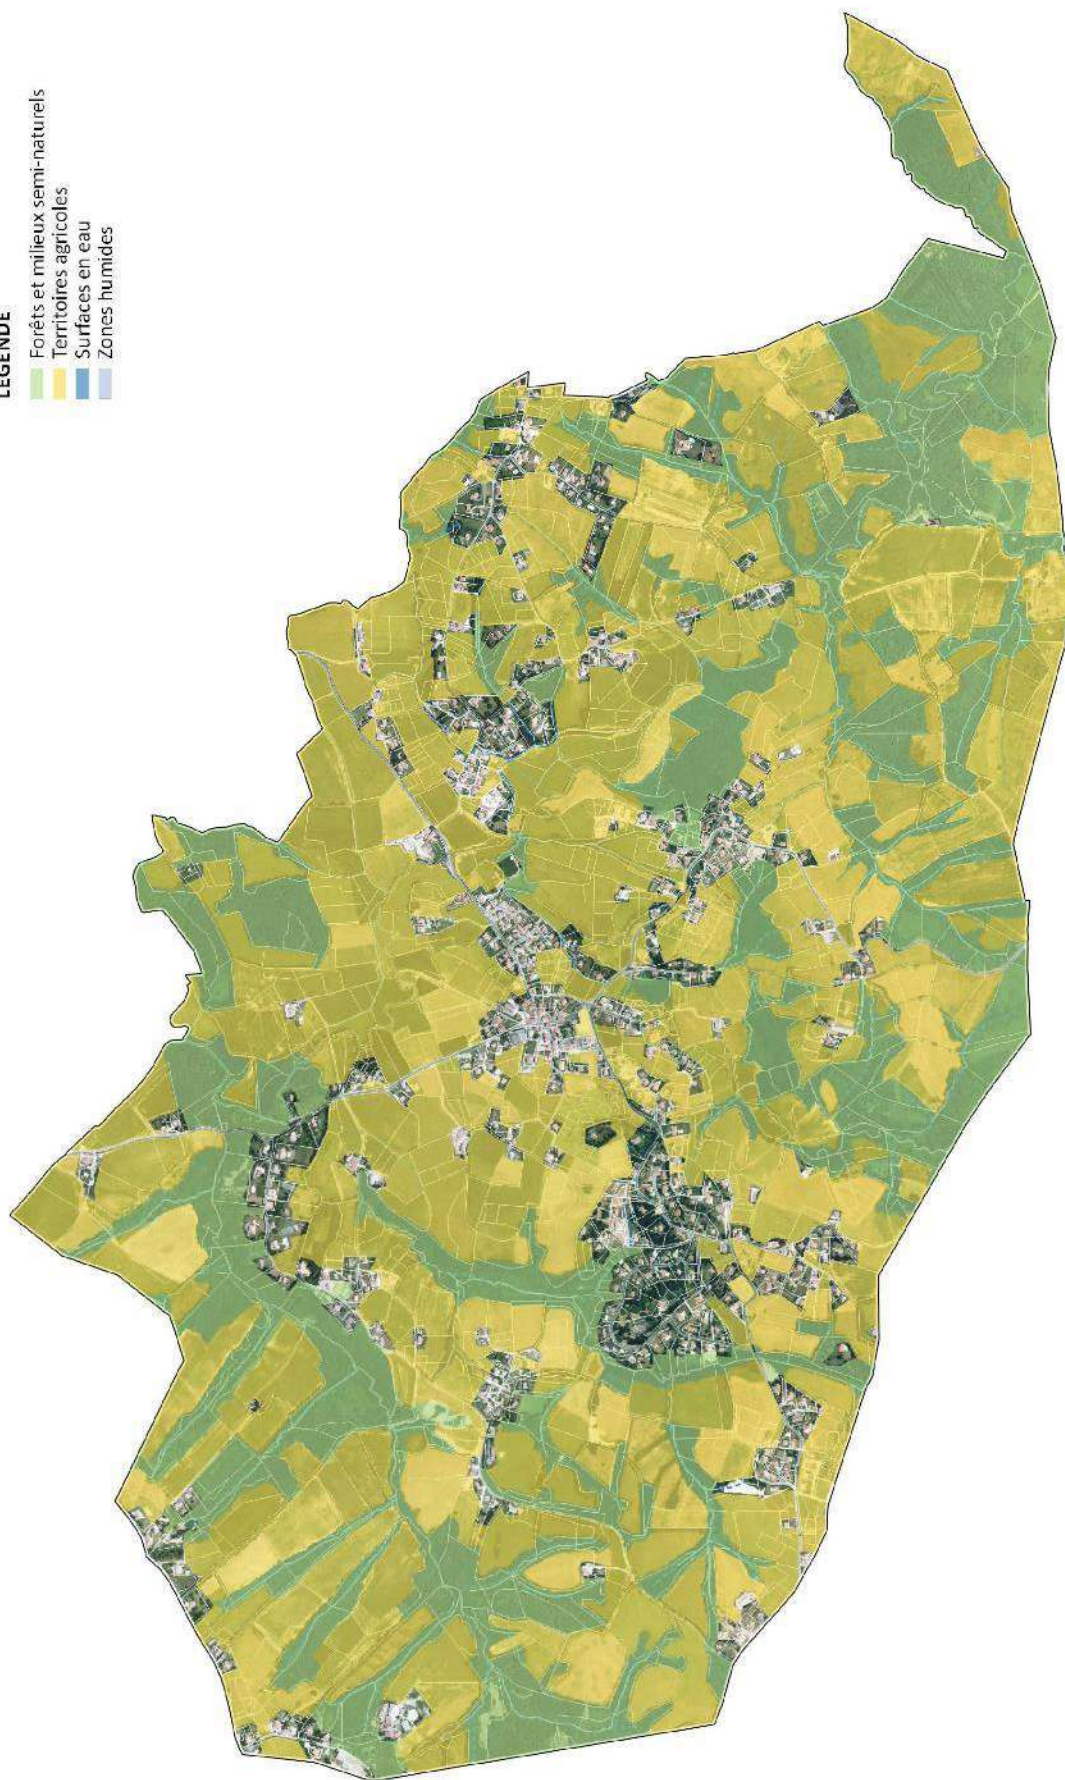 LÉGENDE
Forêts et milieux semi-naturels
Territoires agricoles
Surfaces en eau
Zones humides